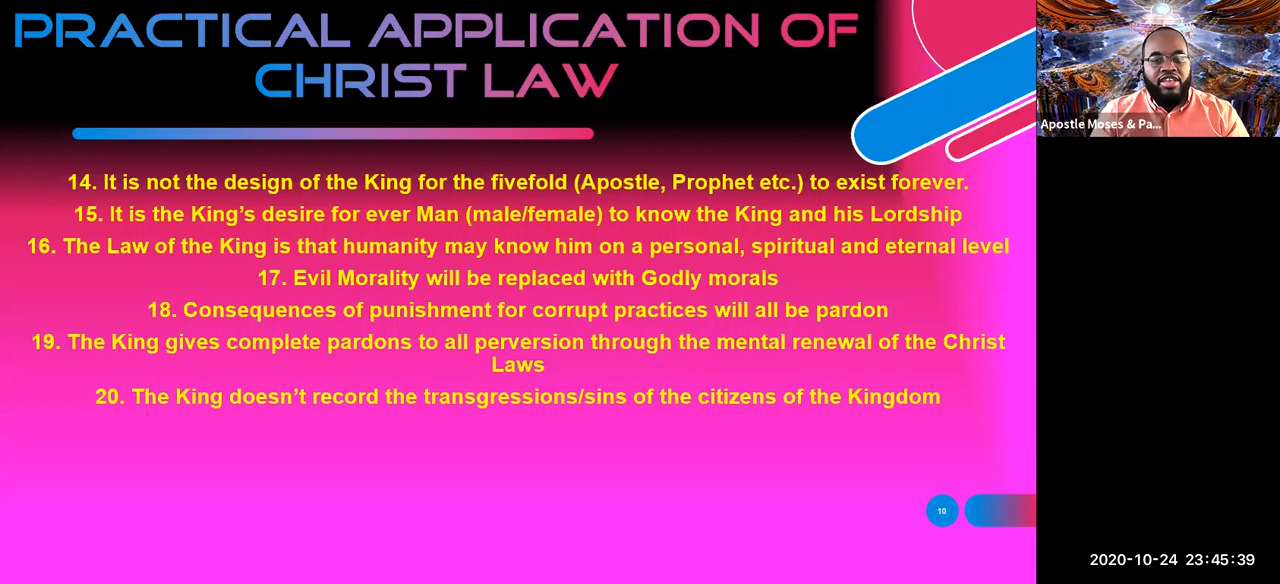 PRACTICAL APPLICATION OF
CHRIST LAW
14. It is not the design of the King for the fivefold (Apostle, Prophet etc.) to exist forever.
15. It is the King’s desire for ever Man (male/female) to know the King and his Lordship
16. The Law of the King is that humanity may know him on a personal, spiritual and eternal level
17. Evil Morality will be replaced with Godly morals
18. Consequences of punishment for corrupt practices will all be pardon
19. The King gives complete pardons to all perversion through the mental renewal of the Christ
Laws
20. The King doesn’t record the transgressions/sins of the citizens of the Kingdom
10
Apostle Moses & Pa...
2020-10-24 23:45:39